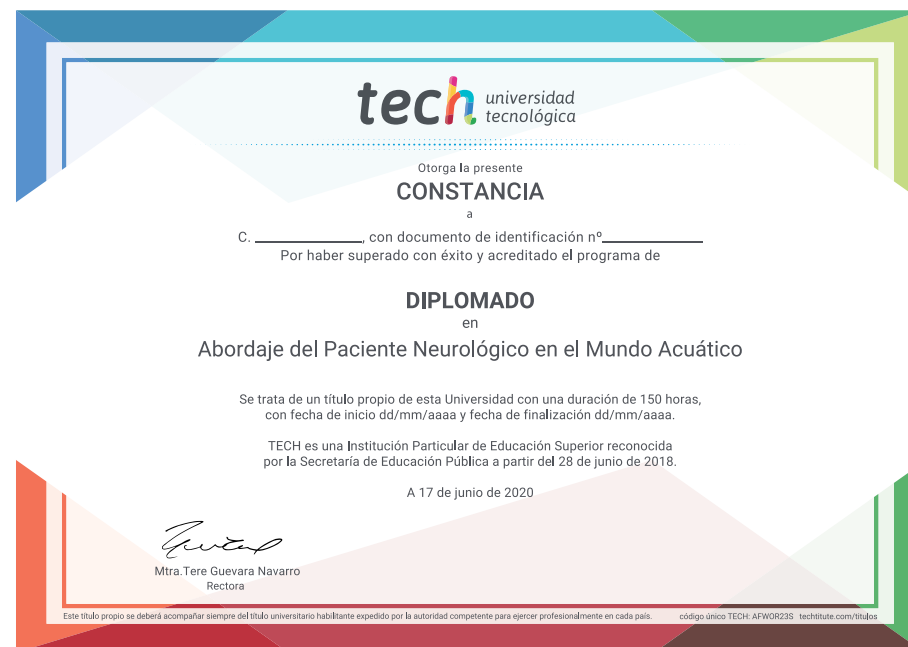 tech universidad
tecnológica
Otorga la presente
CONSTANCIA
a
C. ____________, con documento de identificación nº____________
Por haber superado con éxito y acreditado el programa de
DIPLOMADO
en
Abordaje del Paciente Neurológico en el Mundo Acuático
Se trata de un título propio de esta Universidad con una duración de 150 horas,
con fecha de inicio dd/mm/aaaa y fecha de finalización dd/mm/aaaa.
TECH es una Institución Particular de Educación Superior reconocida
por la Secretaría de Educación Pública a partir del 28 de junio de 2018.
A 17 de junio de 2020
Mtra.Tere Guevara Navarro
Rectora
Este título propio se deberá acompañar siempre del título universitario habilitante expedido por la autoridad competente para ejercer profesionalmente en cada país. código único TECH: AFWOR23S techtitute.com/titulos